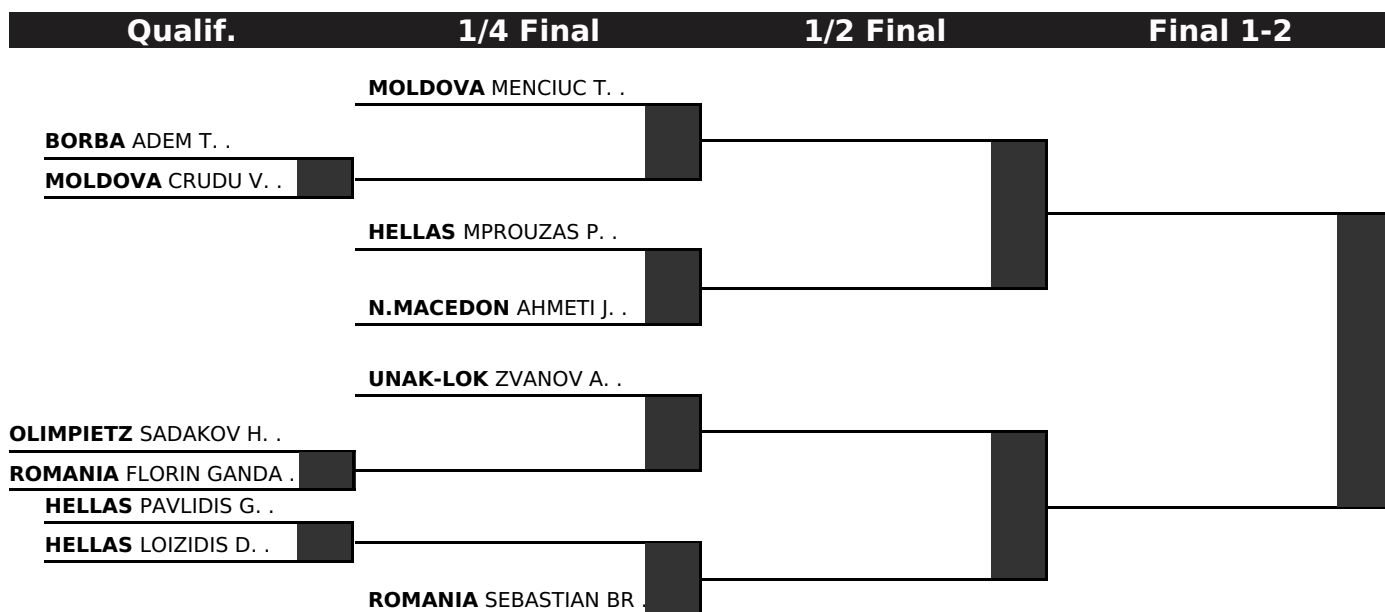 Qualif. 1/4 Final 1/2 Final Final 1-2
MOLDOVA MENCIUC T. .
BORBA ADEM T. .
MOLDOVA CRUDU V. .
HELLAS MPROUZAS P. .
N.MACEDON AHMETI J. .
UNAK-LOK ZVANOV A. .
OLIMPIETZ SADAKOV H. .
ROMANIA FLORIN GANDA .
HELLAS PAVLIDIS G. .
HELLAS LOIZIDIS D. .
ROMANIA SEBASTIAN BR .